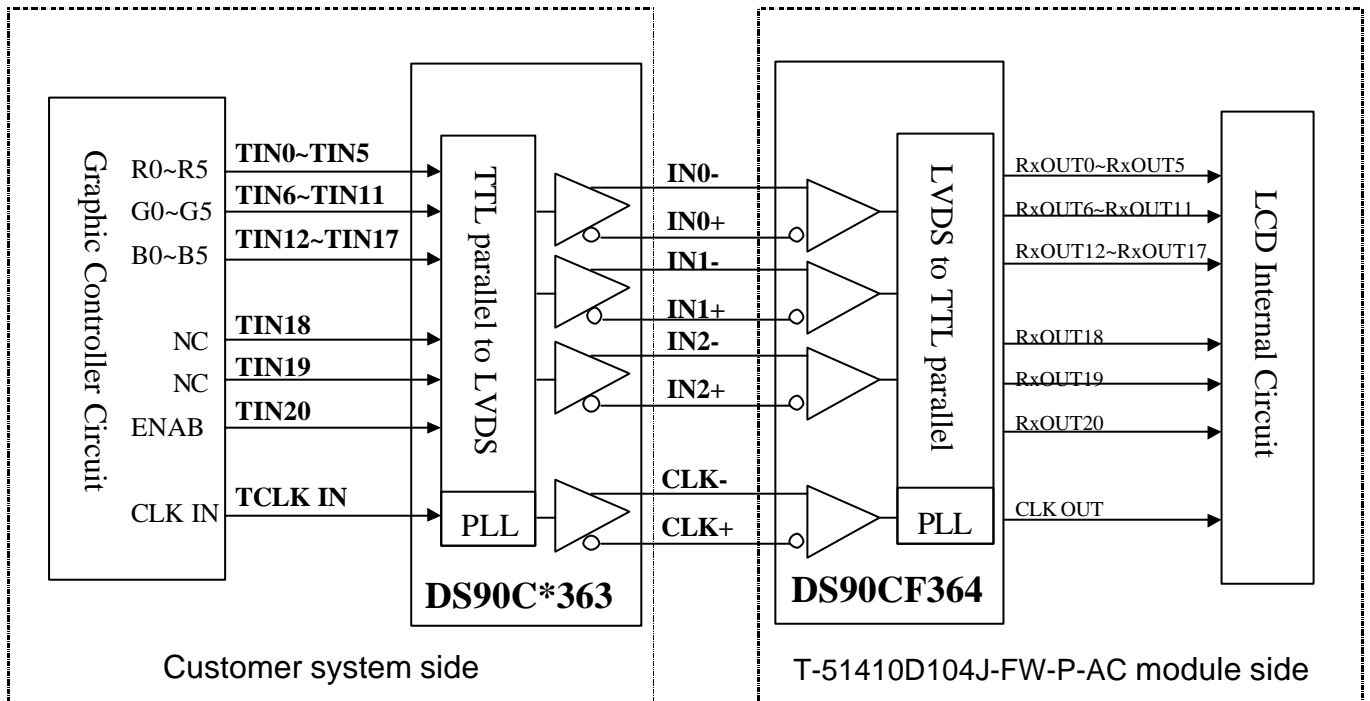 Graphic Controller Circuit
R0~R5
G0~G5
B0~B5
NC
NC
ENAB
CLK IN
TIN0~TIN5
TIN6~TIN11
TIN12~TIN17
TIN18
TIN19
TIN20
TCLK IN
TTL parallel to LVDS
PLL
DS90C*363
IN0-
IN0+
IN1-
IN1+
IN2-
IN2+
CLK-
CLK+
LVDS to TTL parallel
PLL
DS90CF364
RxOUT0~RxOUT5
RxOUT6~RxOUT11
RxOUT12~RxOUT17
RxOUT18
RxOUT19
RxOUT20
CLK OUT
LCD Internal Circuit
Customer system side
T-51410D104J-FW-P-AC module side